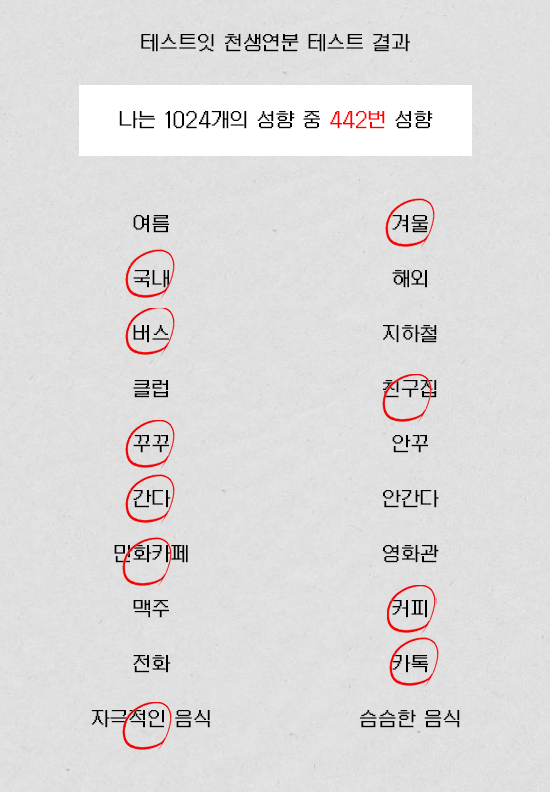 테스트잇 천생연분 테스트 결과
나는 1024개의 성향 중 442번 성향
여름 겨울
국내 해외
버스 지하철
클럽 친구집
꾸꾸 안꾸
간다 안간다
만화카페 영화관
맥주 커피
전화 카톡
자극적인 음식 슴슴한 음식